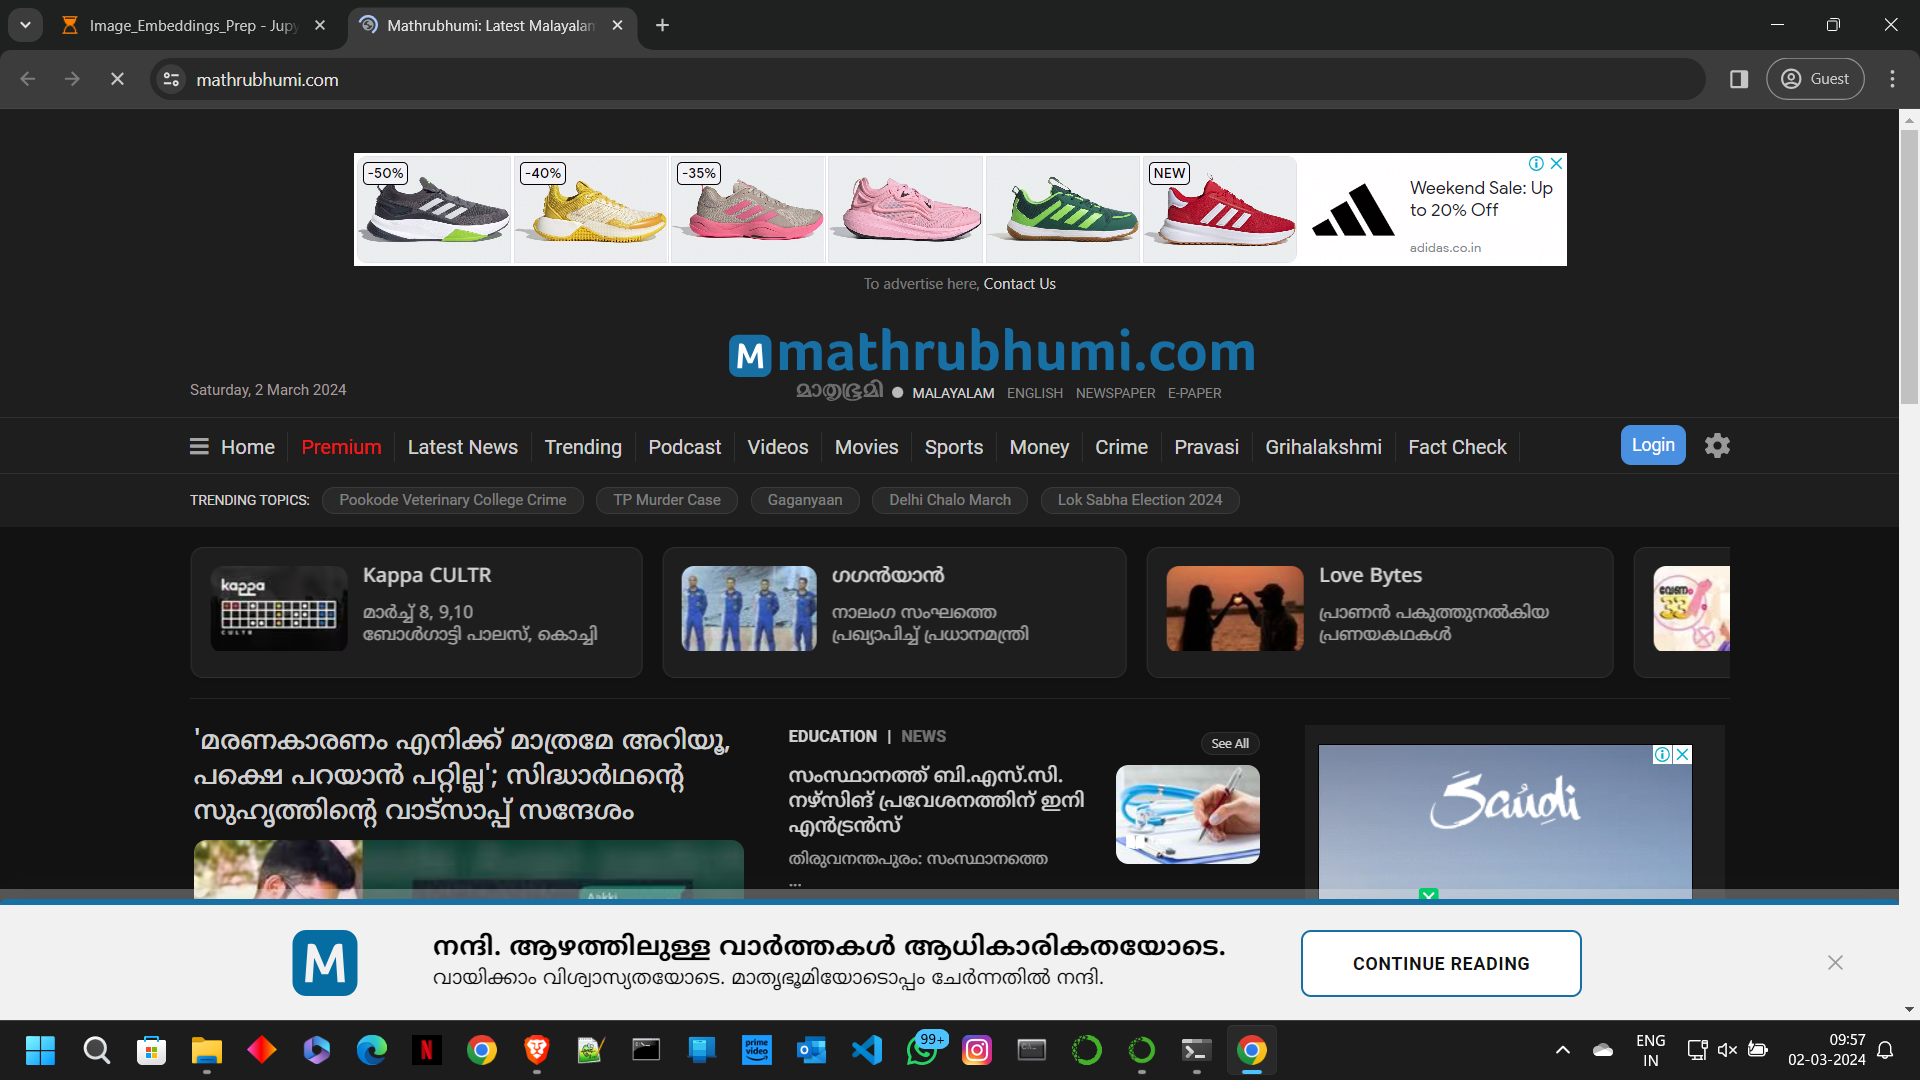 Image_Embeddings_Prep - Jupy
Mathrubhumi: Latest Malayalam
mathrubhumi.com
Guest
-50%
-40%
-35%
NEW
Weekend Sale: Up
to 20% Off
adidas.co.in
To advertise here, Contact Us
M mathrubhumi.com
Saturday, 2 March 2024
മാതൃഭൂമി MALAYALAM ENGLISH NEWSPAPER E-PAPER
Home Premium Latest News Trending Podcast Videos Movies Sports Money Crime Pravasi Grihalakshmi Fact Check Login
TRENDING TOPICS: Pookode Veterinary College Crime TP Murder Case Gaganyaan Delhi Chalo March Lok Sabha Election 2024
kappa
CULTR
Kappa CULTR
മാർച്ച് 8, 9,10
ബോൾഗാട്ടി പാലസ്, കൊച്ചി
ഗഗൻയാൻ
നാലംഗ സംഘത്തെ
പ്രഖ്യാപിച്ച് പ്രധാനമന്ത്രി
Love Bytes
പ്രാണൻ പകുത്തുനൽകിയ
പ്രണയകഥകൾ
വേണം
'മരണകാരണം എനിക്ക് മാത്രമേ അറിയൂ,
പക്ഷെ പറയാൻ പറ്റില്ല'; സിദ്ധാർഥന്റെ
സുഹൃത്തിന്റെ വാട്സാപ്പ് സന്ദേശം
EDUCATION | NEWS
See All
സംസ്ഥാനത്ത് ബി.എസ്.സി.
നഴ്സിങ് പ്രവേശനത്തിന് ഇനി
എൻട്രൻസ്
തിരുവനന്തപുരം: സംസ്ഥാനത്തെ
...
Saudi
Aakki
M
നന്ദി. ആഴത്തിലുള്ള വാർത്തകൾ ആധികാരികതയോടെ.
വായിക്കാം വിശ്വാസ്യതയോടെ. മാതൃഭൂമിയോടൊപ്പം ചേർന്നതിൽ നന്ദി.
CONTINUE READING
N
prime
video
99+
ENG
IN
09:57
02-03-2024